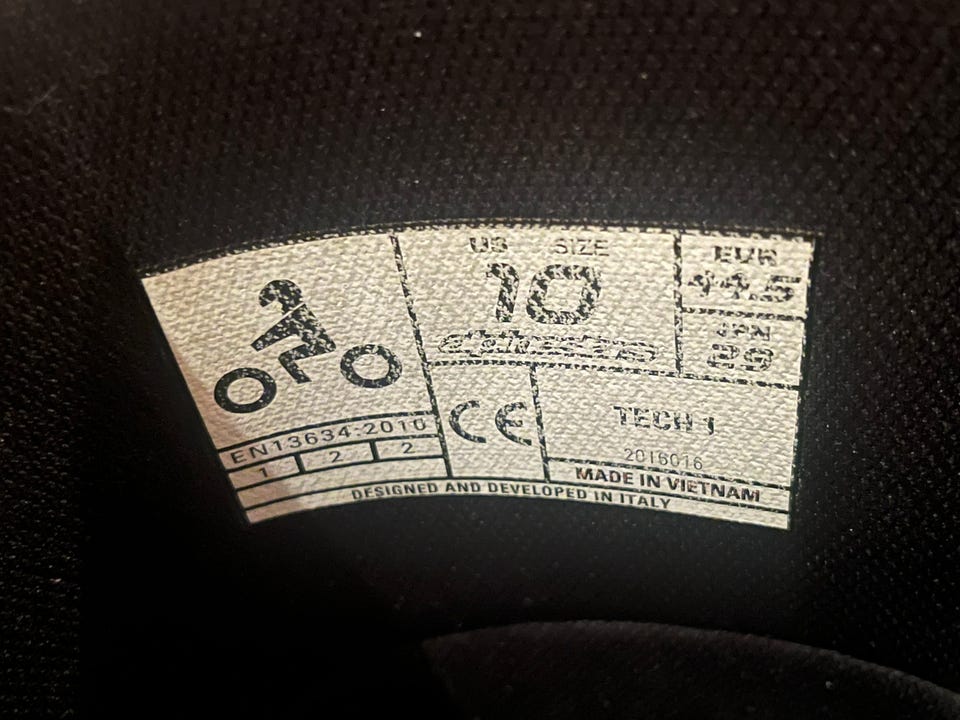 US SIZE
10
alpinestars
EUR
44.5
JPN
29
EN13634-2010
1 2 2
CE
TECH 1
2016016
MADE IN VIETNAM
DESIGNED AND DEVELOPED IN ITALY